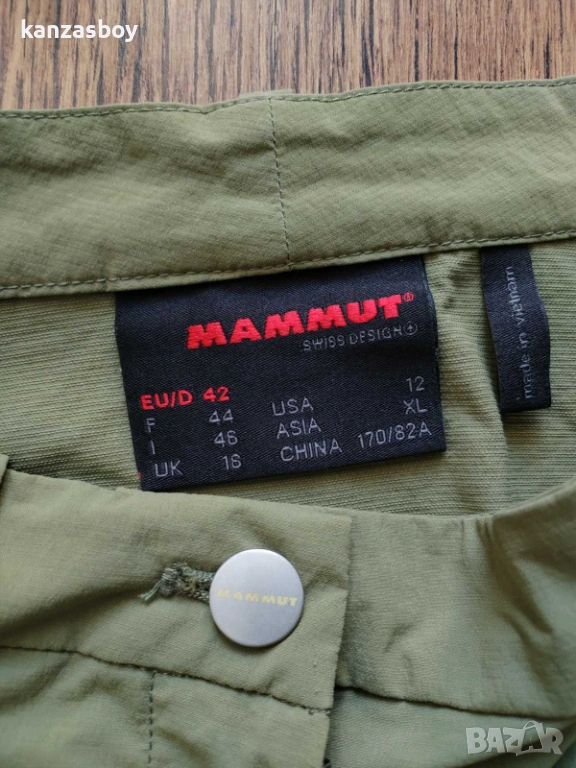 kanzasboy
MAMMUT®
SWISS DESIGN
EU/D 42
F 44
I 46
UK 16
USA 12
ASIA XL
CHINA 170/82A
made in vietnam
MAMMUT
BAZAR